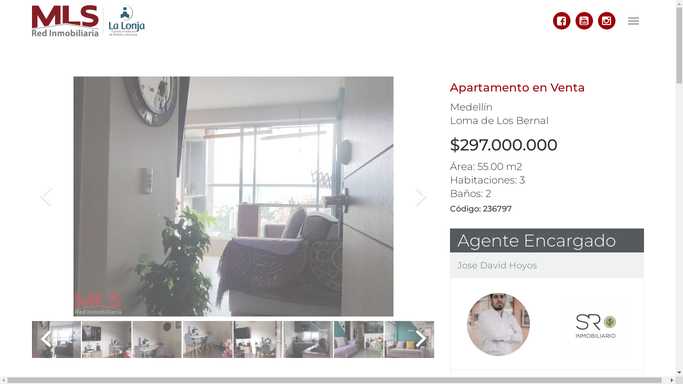 MLS
Red Inmobiliaria
La Lonja
Apartamento en Venta
Medellín
Loma de Los Bernal
$297.000.000
Área: 55.00 m2
Habitaciones: 3
Baños: 2
Código: 236797
Agente Encargado
Jose David Hoyos
MLS
Red Inmobiliaria
SR
INMOBILIARIO